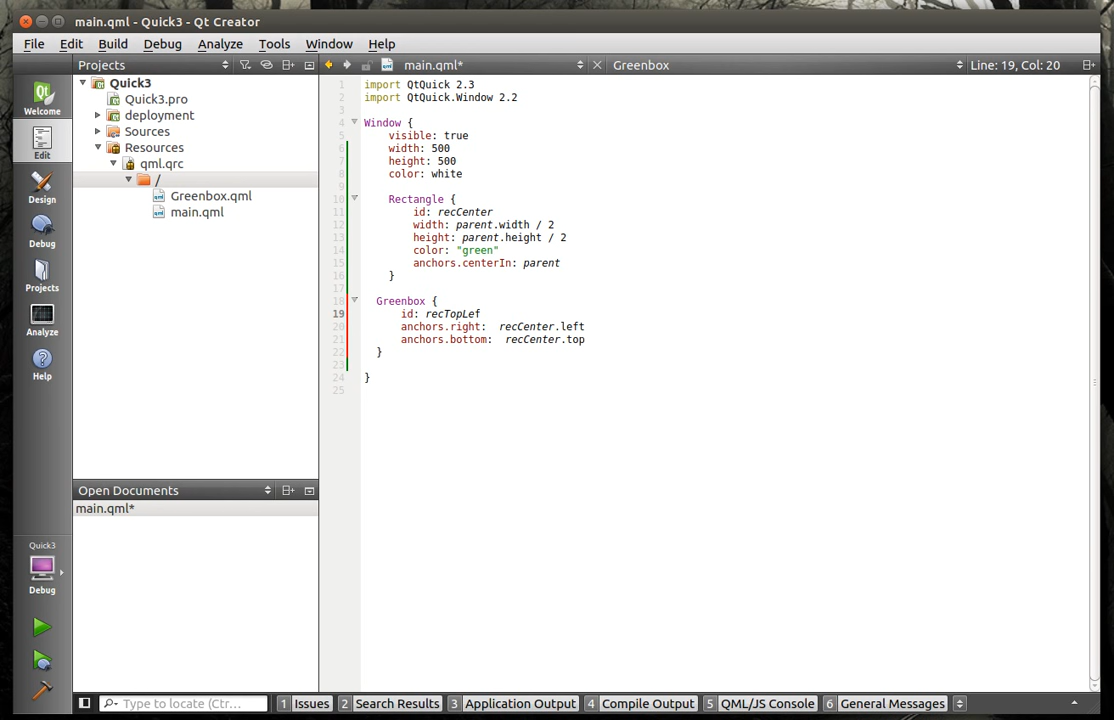 main.qml - Quick3 - Qt Creator
File Edit Build Debug Analyze Tools Window Help
Projects main.qml* Greenbox Line: 19, Col: 20
Welcome
Edit
Design
Debug
Projects
Analyze
Help
Quick3
Debug
Quick3
Quick3.pro
deployment
Sources
Resources
qml.qrc
/
Greenbox.qml
main.qml
Open Documents
main.qml*
1 import QtQuick 2.3
2 import QtQuick.Window 2.2
3
4 Window {
5 visible: true
6 width: 500
7 height: 500
8 color: white
9
10 Rectangle {
11 id: recCenter
12 width: parent.width / 2
13 height: parent.height / 2
14 color: "green"
15 anchors.centerIn: parent
16 }
17
18 Greenbox {
19 id: recTopLef
20 anchors.right: recCenter.left
21 anchors.bottom: recCenter.top
22 }
23
24 }
25
Type to locate (Ctr... 1 Issues 2 Search Results 3 Application Output 4 Compile Output 5 QML/JS Console 6 General Messages